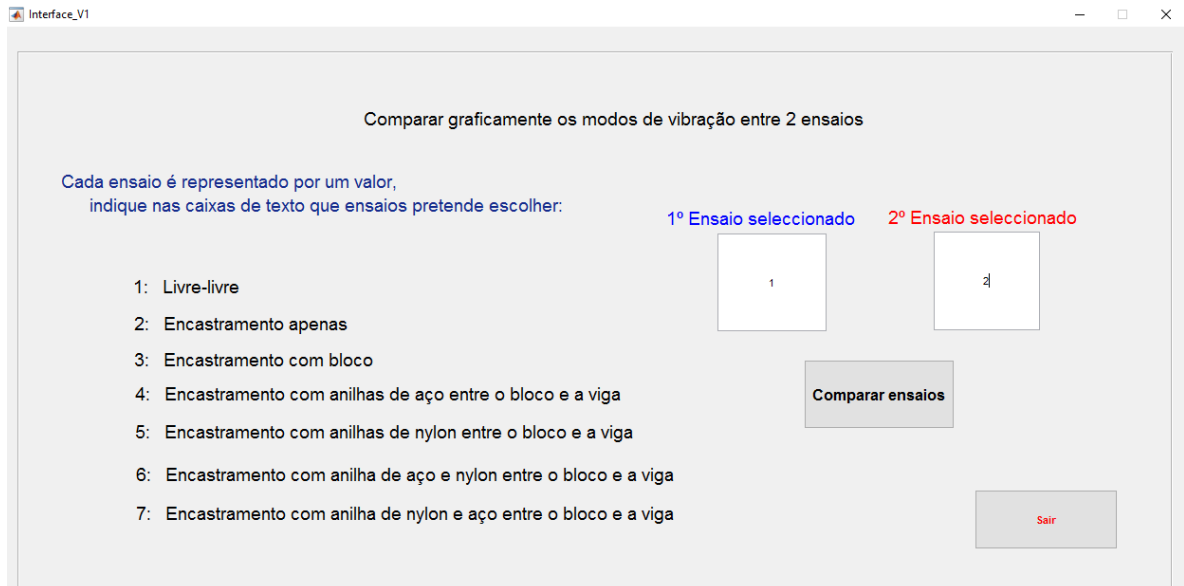 Interface_V1
Comparar graficamente os modos de vibração entre 2 ensaios
Cada ensaio é representado por um valor,
indique nas caixas de texto que ensaios pretende escolher:
1º Ensaio seleccionado
2º Ensaio seleccionado
1
2
1: Livre-livre
2: Encastramento apenas
3: Encastramento com bloco
4: Encastramento com anilhas de aço entre o bloco e a viga
5: Encastramento com anilhas de nylon entre o bloco e a viga
6: Encastramento com anilha de aço e nylon entre o bloco e a viga
7: Encastramento com anilha de nylon e aço entre o bloco e a viga
Comparar ensaios
Sair